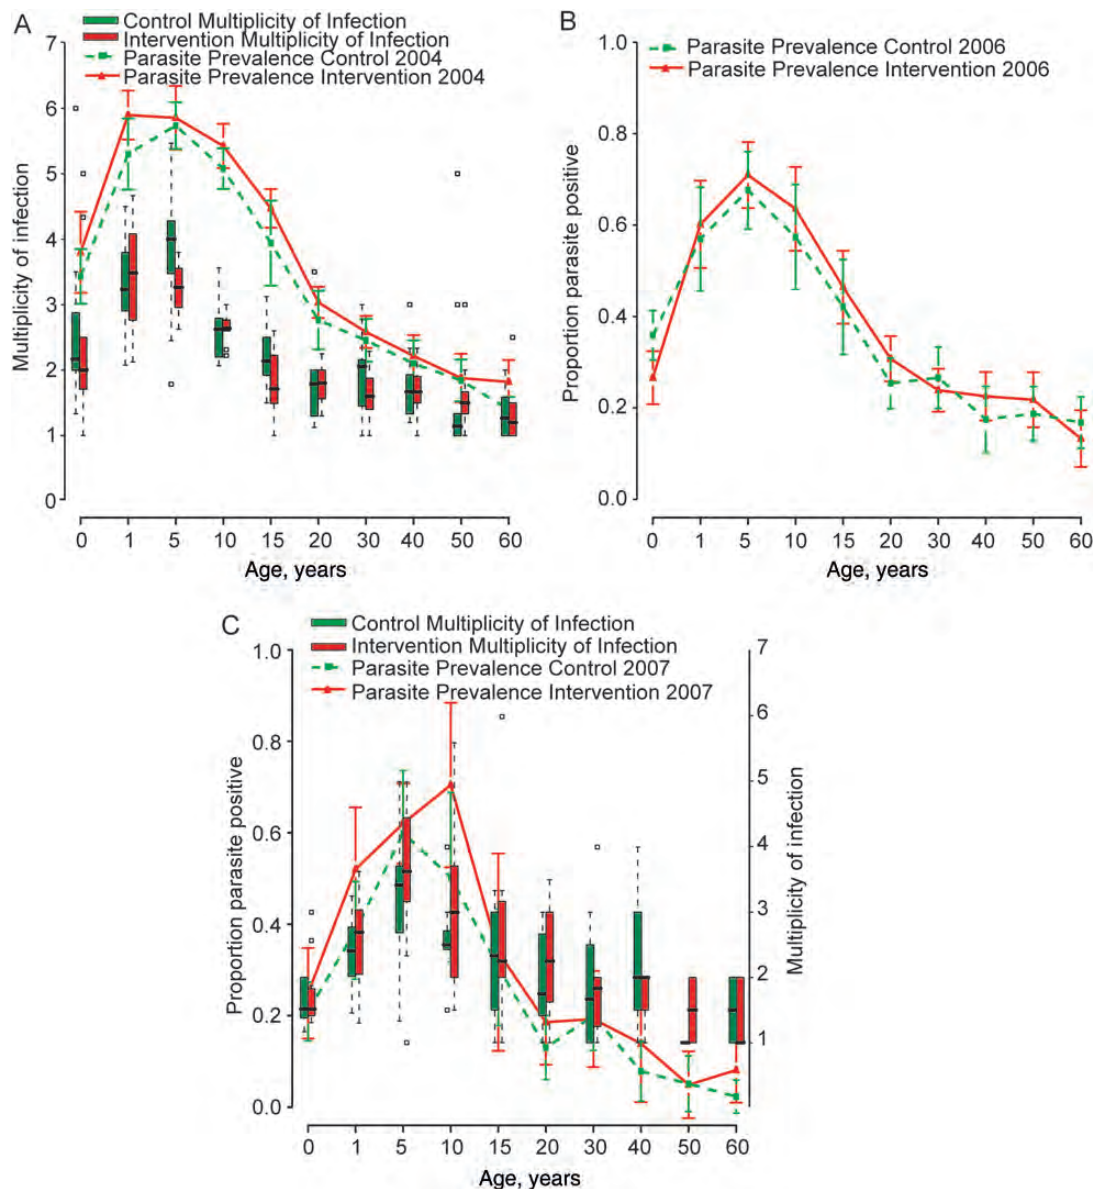 A
Control Multiplicity of Infection
Intervention Multiplicity of Infection
Parasite Prevalence Control 2004
Parasite Prevalence Intervention 2004
Multiplicity of infection
7
6
5
4
3
2
1
0
0 1 5 10 15 20 30 40 50 60
Age, years
B
Parasite Prevalence Control 2006
Parasite Prevalence Intervention 2006
Proportion parasite positive
1.0
0.8
0.6
0.4
0.2
0.0
0 1 5 10 15 20 30 40 50 60
Age, years
C
Control Multiplicity of Infection
Intervention Multiplicity of Infection
Parasite Prevalence Control 2007
Parasite Prevalence Intervention 2007
Proportion parasite positive
1.0
0.8
0.6
0.4
0.2
0.0
7
6
5
4
3
2
1
Multiplicity of infection
0 1 5 10 15 20 30 40 50 60
Age, years